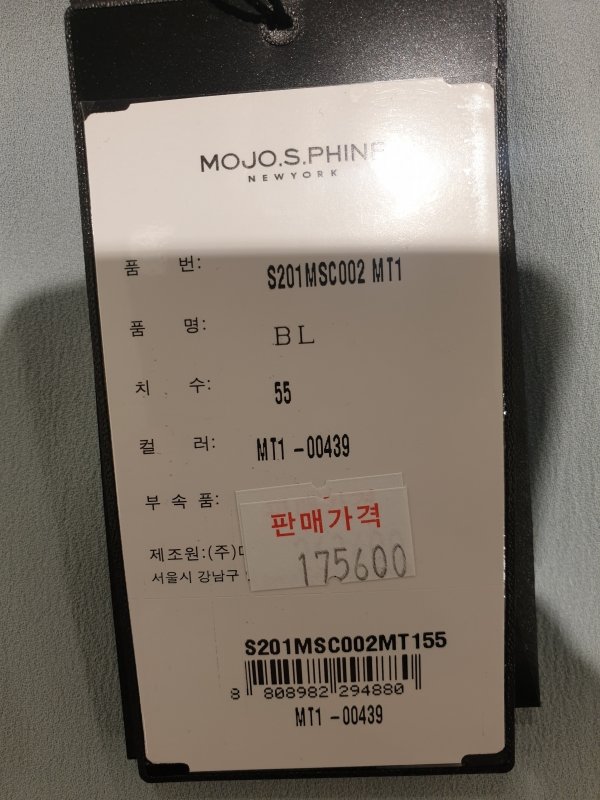 MOJO.S.PHINE
NEWYORK
품 번: S201MSC002 MT1
품 명: BL
치 수: 55
컬 러: MT1 -00439
부 속 품:
판매가격
175600
제조원:(주)
서울시 강남구
S201MSC002MT155
8 808982 294880
MT1 -00439